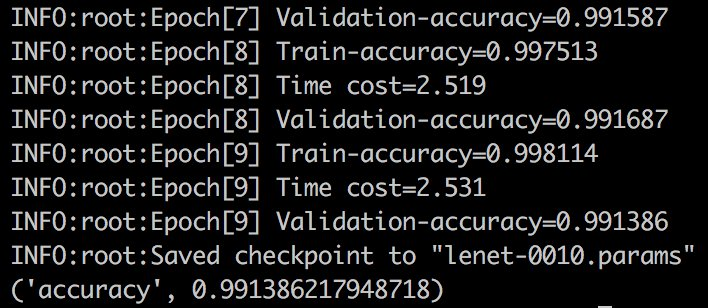 INFO:root:Epoch[7] Validation-accuracy=0.991587
INFO:root:Epoch[8] Train-accuracy=0.997513
INFO:root:Epoch[8] Time cost=2.519
INFO:root:Epoch[8] Validation-accuracy=0.991687
INFO:root:Epoch[9] Train-accuracy=0.998114
INFO:root:Epoch[9] Time cost=2.531
INFO:root:Epoch[9] Validation-accuracy=0.991386
INFO:root:Saved checkpoint to "lenet-0010.params"
('accuracy', 0.991386217948718)